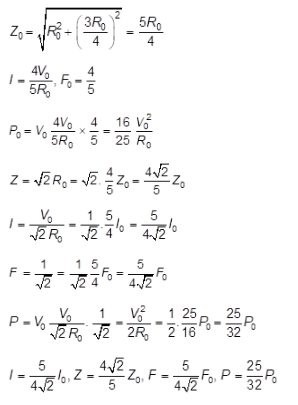 Z₀ = √(R₀² + (3R₀/4)²) = 5R₀/4
I = 4V₀/5R₀, F₀ = 4/5
P₀ = V₀ 4V₀/5R₀ × 4/5 = 16/25 V₀²/R₀
Z = √2 R₀ = √2. 4/5 Z₀ = 4√2/5 Z₀
I = V₀/√2 R₀ = 1/√2 . 5/4 I₀ = 5/4√2 I₀
F = 1/√2 = 1/√2 5/4 F₀ = 5/4√2 F₀
P = V₀ V₀/√2 R₀ . 1/√2 = V₀²/2R₀ = 1/2 . 25/16 P₀ = 25/32 P₀
I = 5/4√2 I₀, Z = 4√2/5 Z₀, F = 5/4√2 F₀, P = 25/32 P₀